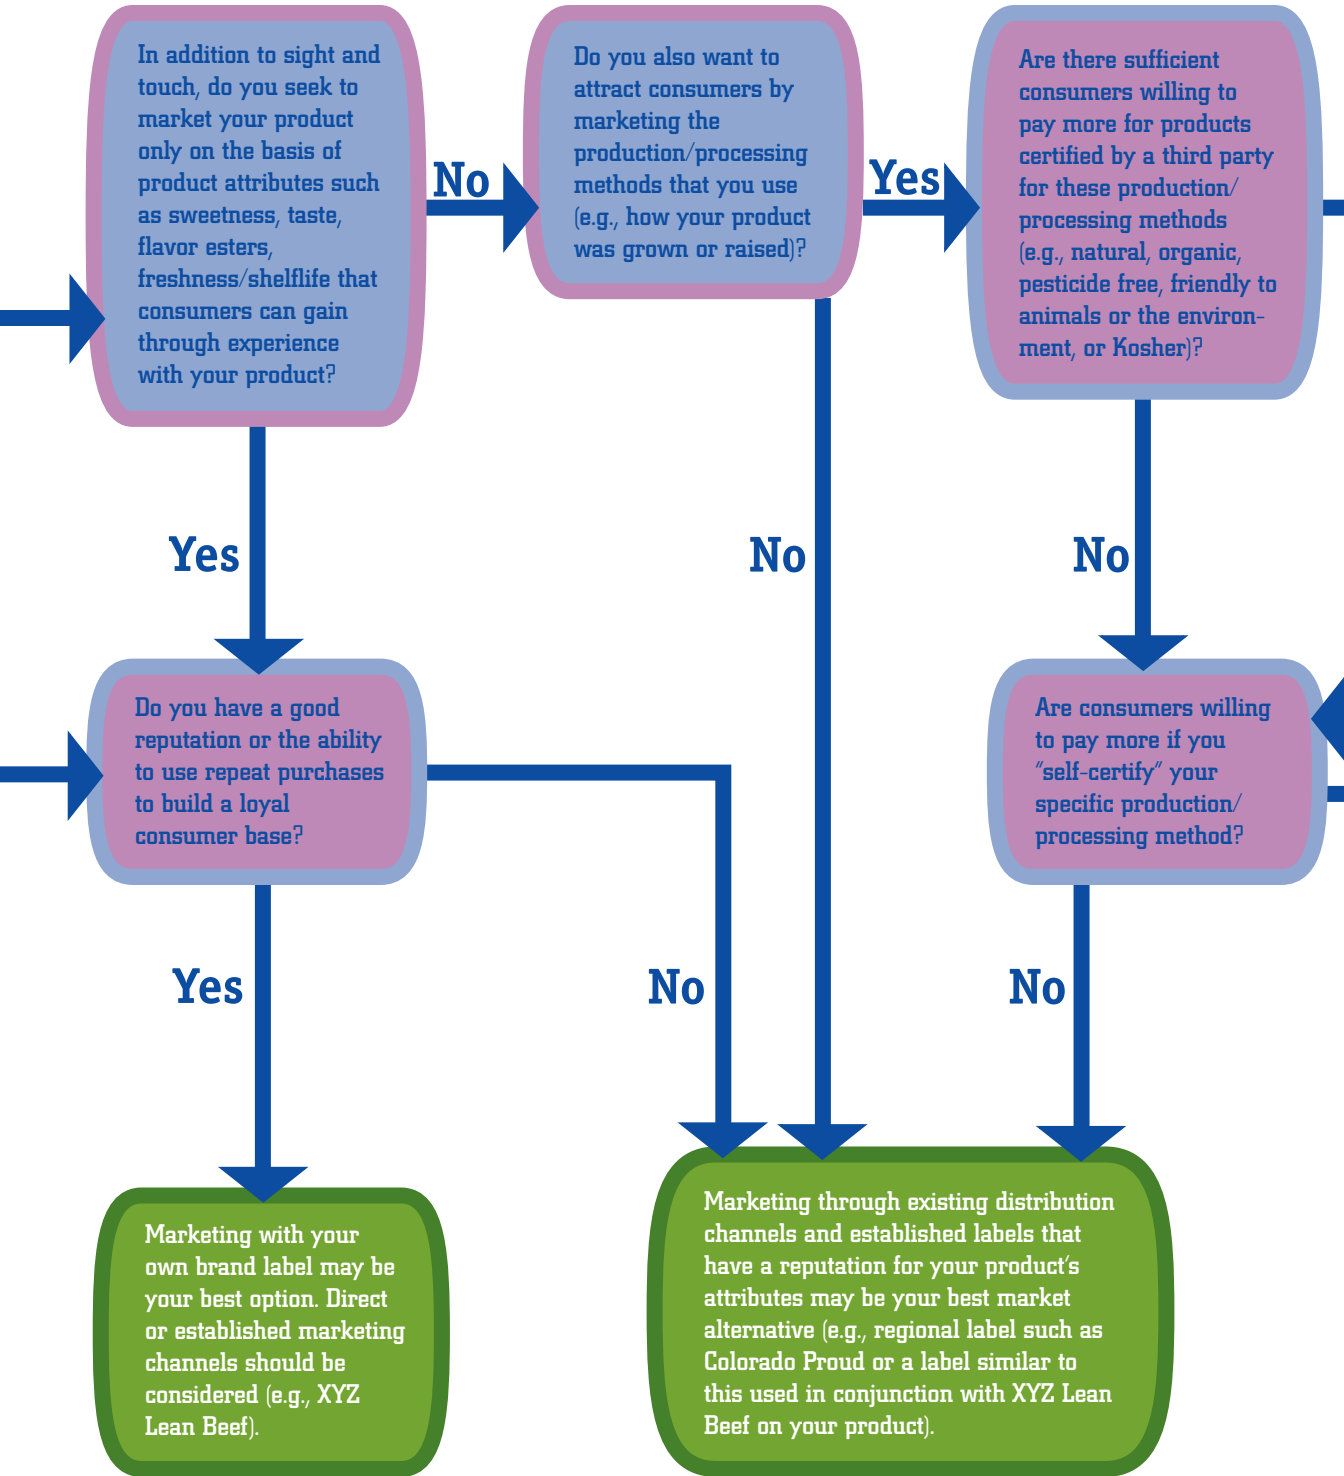 In addition to sight and
touch, do you seek to
market your product
only on the basis of
product attributes such
as sweetness, taste,
flavor esters,
freshness/shelflife that
consumers can gain
through experience
with your product?
No
Do you also want to
attract consumers by
marketing the
production/processing
methods that you use
(e.g., how your product
was grown or raised)?
Yes
Are there sufficient
consumers willing to
pay more for products
certified by a third party
for these production/
processing methods
(e.g., natural, organic,
pesticide free, friendly to
animals or the environ-
ment, or Kosher)?
Yes
No
No
Do you have a good
reputation or the ability
to use repeat purchases
to build a loyal
consumer base?
Are consumers willing
to pay more if you
"self-certify" your
specific production/
processing method?
Yes
No
No
Marketing with your
own brand label may be
your best option. Direct
or established marketing
channels should be
considered (e.g., XYZ
Lean Beef).
Marketing through existing distribution
channels and established labels that
have a reputation for your product's
attributes may be your best market
alternative (e.g., regional label such as
Colorado Proud or a label similar to
this used in conjunction with XYZ Lean
Beef on your product).